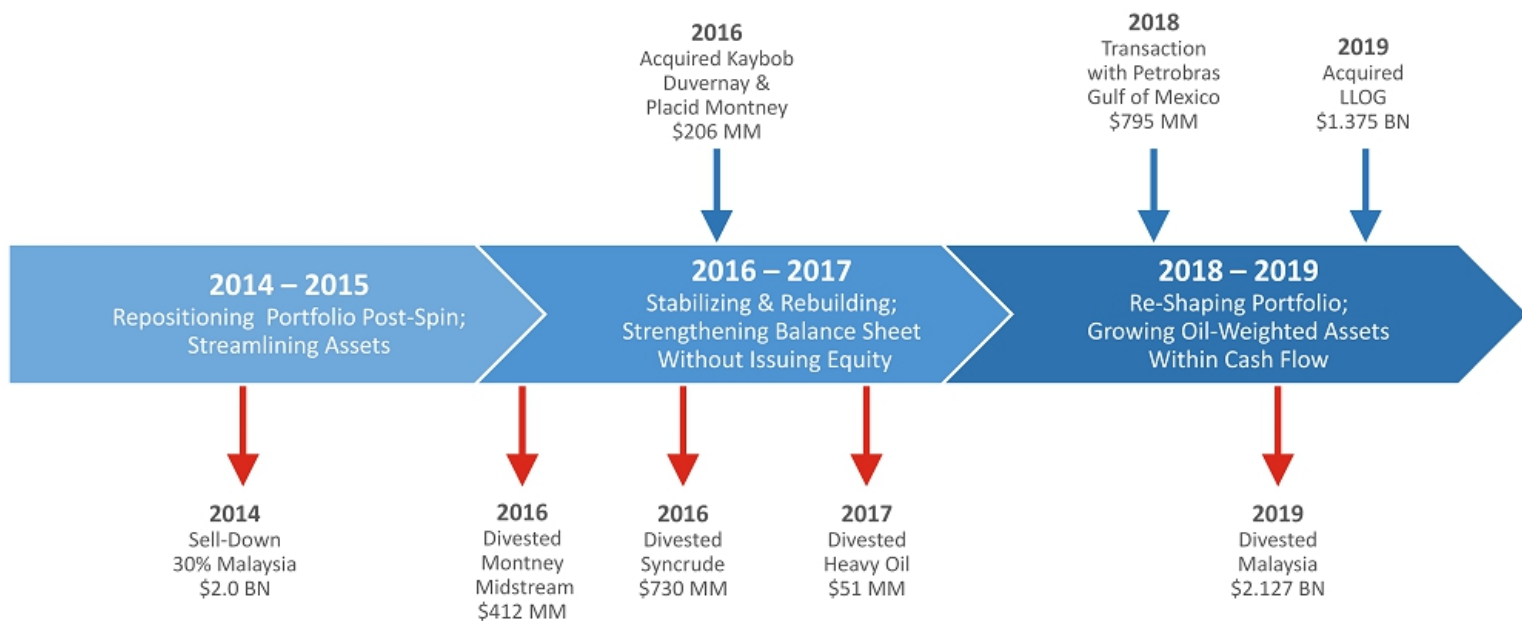 2016
Acquired Kaybob
Duvernay &
Placid Montney
$206 MM
2018
Transaction
with Petrobras
Gulf of Mexico
$795 MM
2019
Acquired
LLOG
$1.375 BN
2014 – 2015
Repositioning Portfolio Post-Spin;
Streamlining Assets
2016 – 2017
Stabilizing & Rebuilding;
Strengthening Balance Sheet
Without Issuing Equity
2018 – 2019
Re-Shaping Portfolio;
Growing Oil-Weighted Assets
Within Cash Flow
2014
Sell-Down
30% Malaysia
$2.0 BN
2016
Divested
Montney
Midstream
$412 MM
2016
Divested
Syncrude
$730 MM
2017
Divested
Heavy Oil
$51 MM
2019
Divested
Malaysia
$2.127 BN